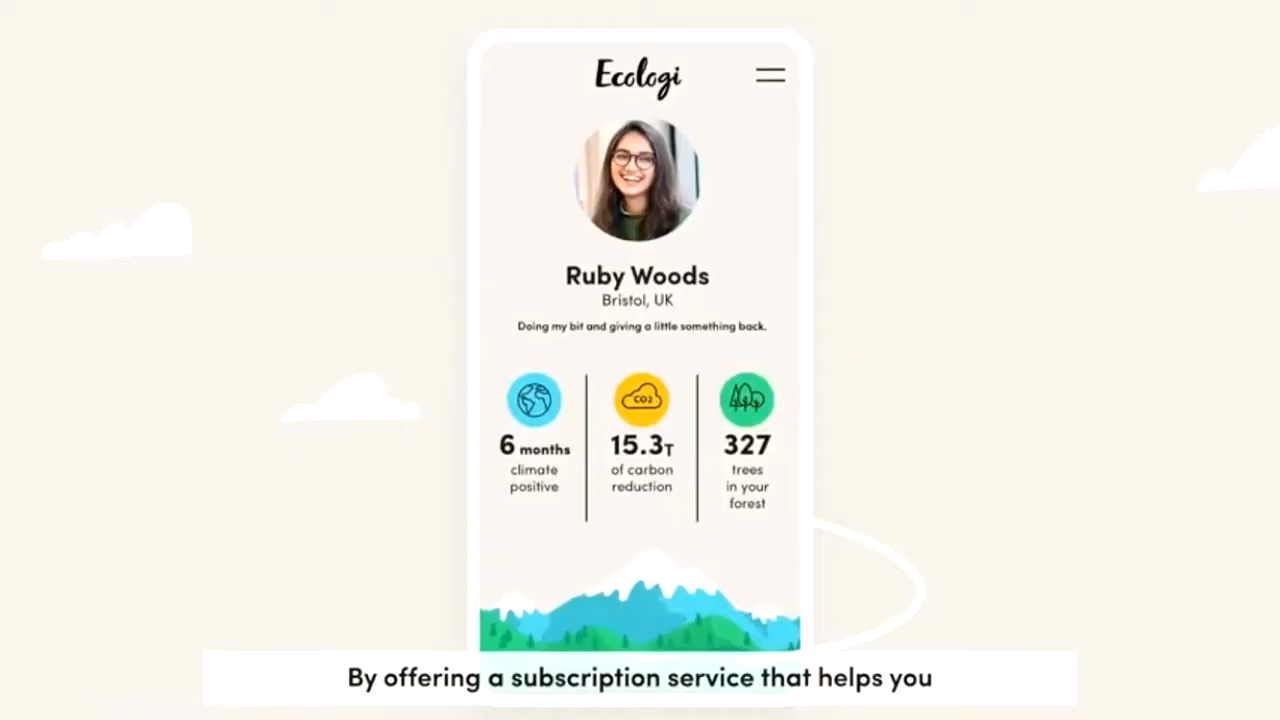 Ecologi
Ruby Woods
Bristol, UK
Doing my bit and giving a little something back.
6 months
climate
positive
CO2
15.3T
of carbon
reduction
327
trees
in your
forest
By offering a subscription service that helps you